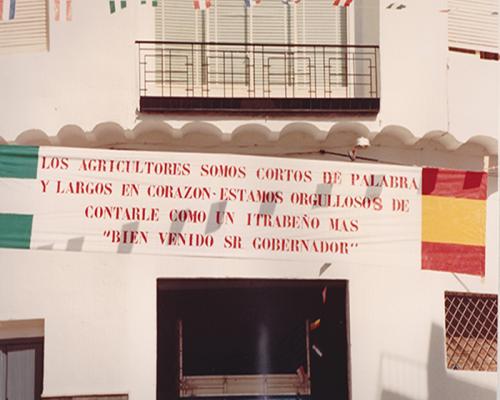 LOS AGRICULTORES SOMOS CORTOS DE PALABRA
Y LARGOS EN CORAZON-ESTAMOS ORGULLOSOS DE
CONTARLE COMO UN ITRABEÑO MAS
"BIEN VENIDO SR GOBERNADOR"